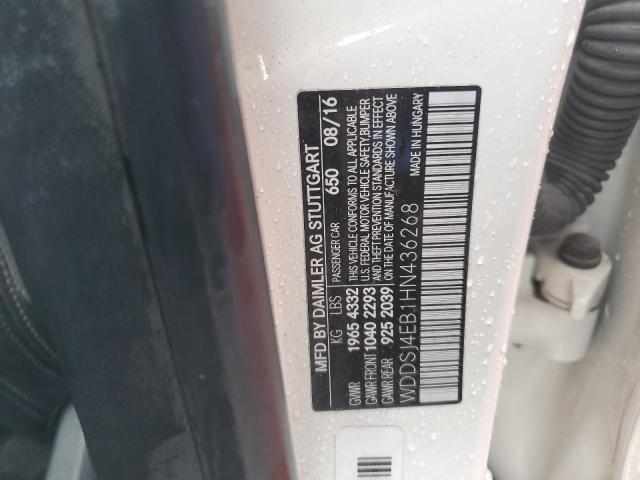 MFD BY DAIMLER AG STUTTGART
KG LBS PASSENGER CAR 650 08/16
GVWR 1965 4332 THIS VEHICLE CONFORMS TO ALL APPLICABLE
GAWR FRONT 1040 2293 U.S. FEDERAL MOTOR VEHICLE SAFETY,BUMPER
GAWR REAR 925 2039 AND THEFT PREVENTION STANDARDS IN EFFECT
ON THE DATE OF MANUFACTURE SHOWN ABOVE
WDDSJ4EB1HN436268 MADE IN HUNGARY